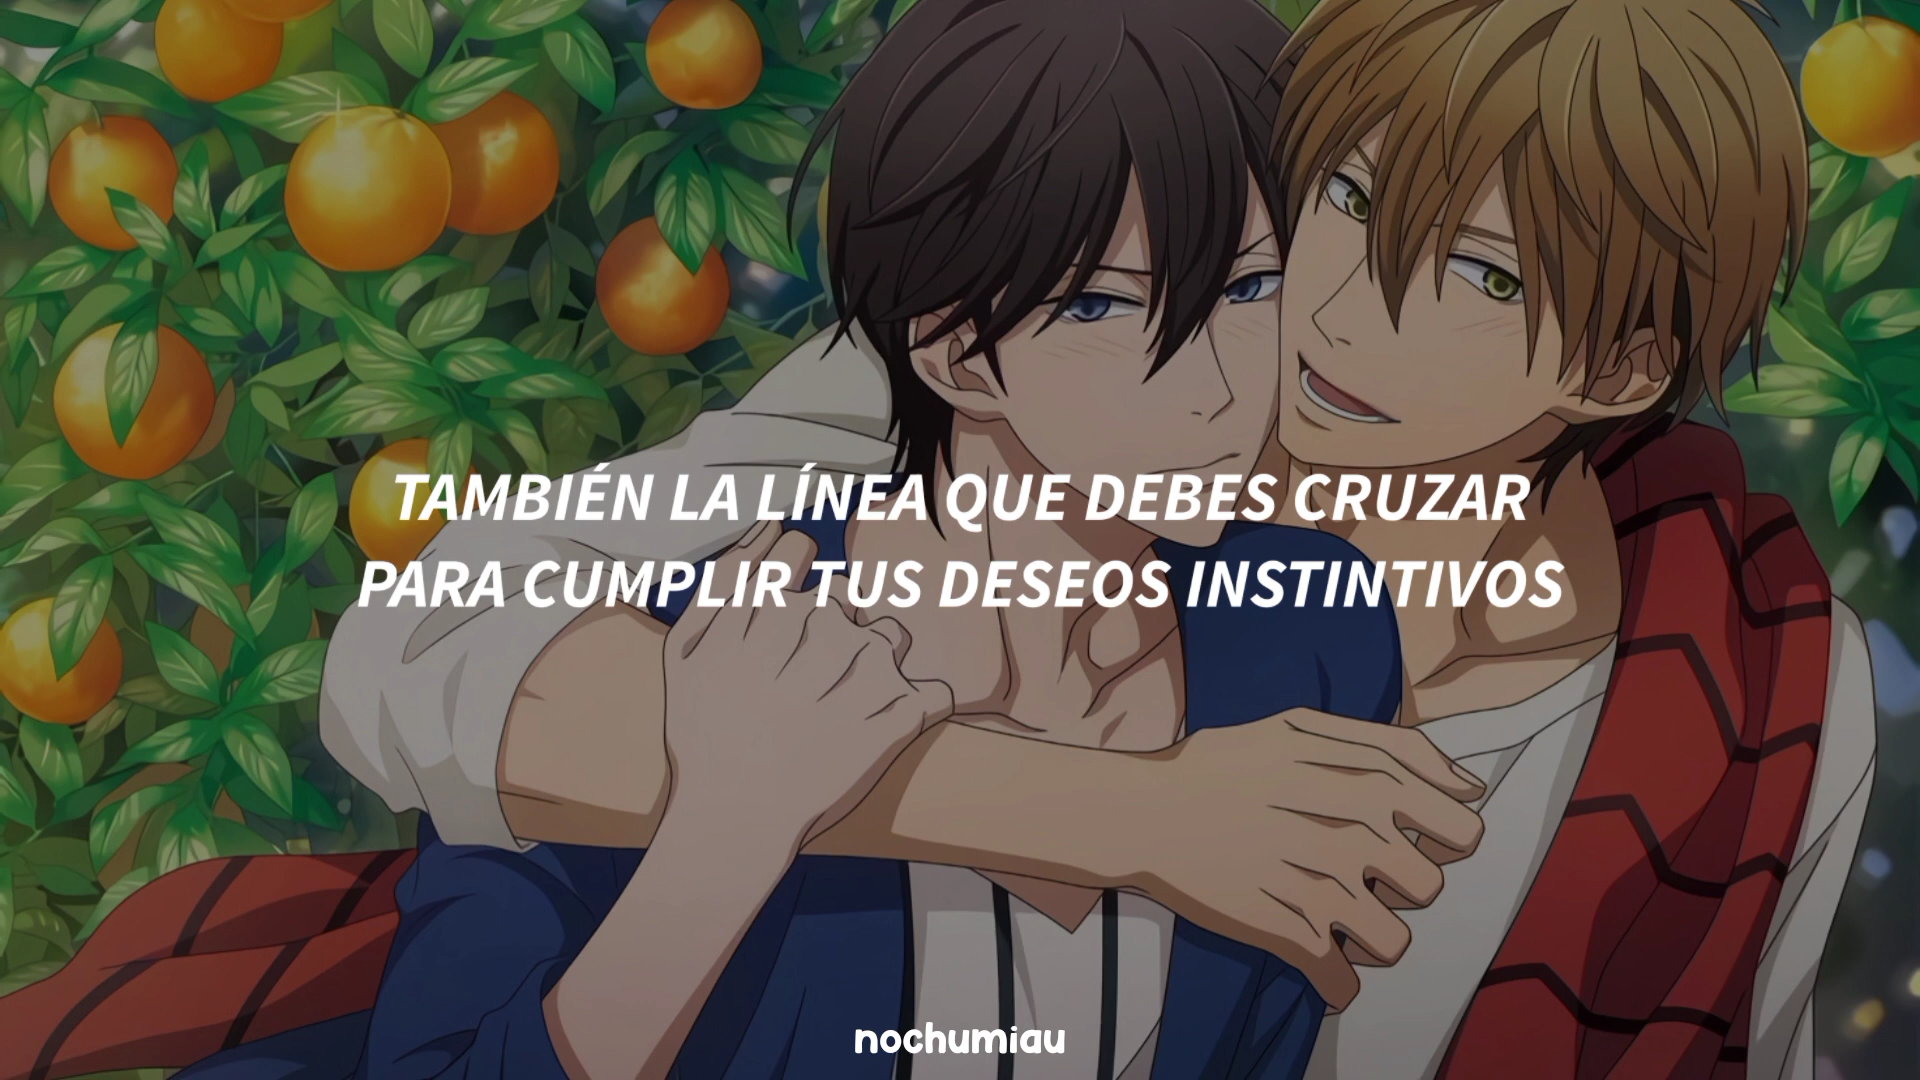 TAMBIÉN LA LÍNEA QUE DEBES CRUZAR
PARA CUMPLIR TUS DESEOS INSTINTIVOS
nochumiau